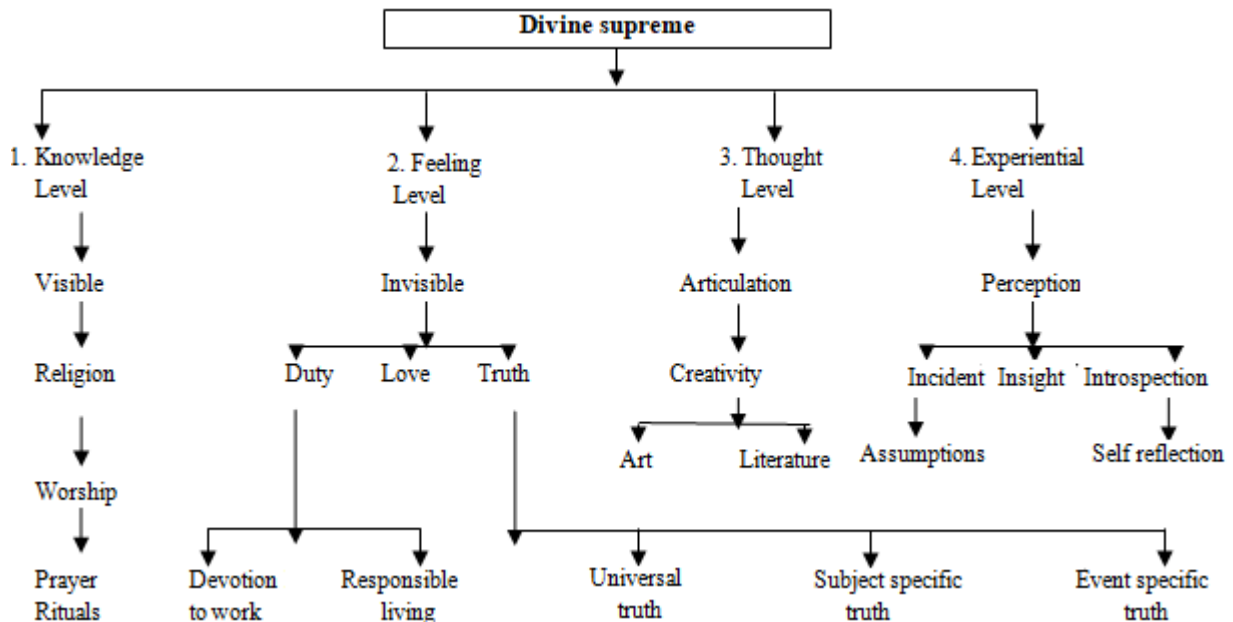 Divine supreme
1. Knowledge
Level
2. Feeling
Level
3. Thought
Level
4. Experiential
Level
Visible
Invisible
Articulation
Perception
Religion
Duty
Love
Truth
Creativity
Incident
Insight
Introspection
Art
Literature
Assumptions
Self reflection
Worship
Prayer
Rituals
Devotion
to work
Responsible
living
Universal
truth
Subject specific
truth
Event specific
truth